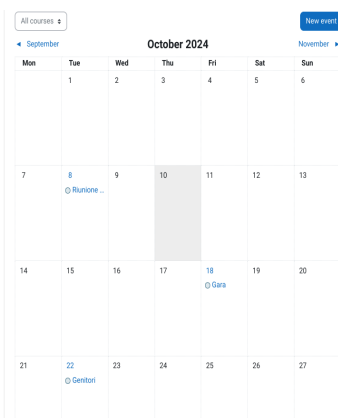 All courses
New event
September
October 2024
November
Mon Tue Wed Thu Fri Sat Sun
1 2 3 4 5 6
7 8 9 10 11 12 13
Riunione ...
14 15 16 17 18 19 20
Gara
21 22 23 24 25 26 27
Genitori